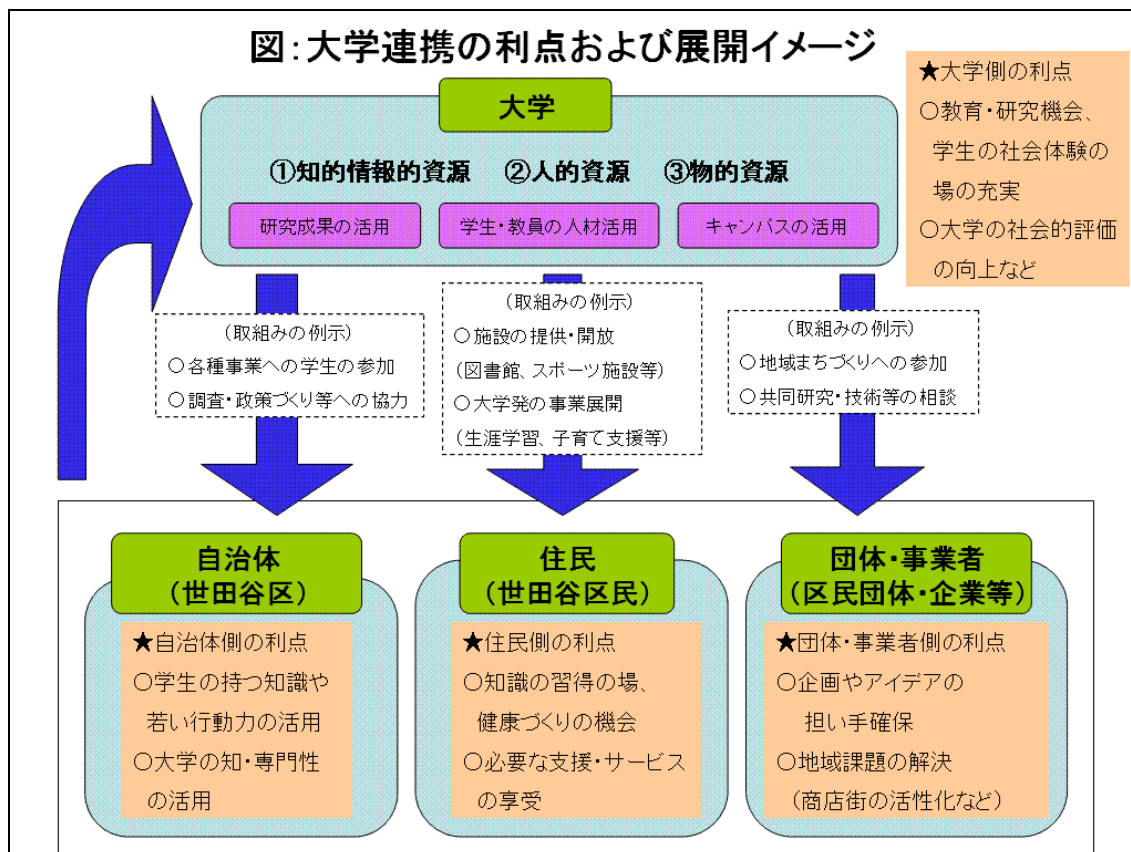 図：大学連携の利点および展開イメージ
大学
①知的情報的資源　②人的資源　③物的資源
研究成果の活用
学生・教員の人材活用
キャンパスの活用
★大学側の利点
○教育・研究機会、
学生の社会体験の
場の充実
○大学の社会的評価
の向上など
（取組みの例示）
○各種事業への学生の参加
○調査・政策づくり等への協力
（取組みの例示）
○施設の提供・開放
（図書館、スポーツ施設等）
○大学発の事業展開
（生涯学習、子育て支援等）
（取組みの例示）
○地域まちづくりへの参加
○共同研究・技術等の相談
自治体
（世田谷区）
★自治体側の利点
○学生の持つ知識や
若い行動力の活用
○大学の知・専門性
の活用
住民
（世田谷区民）
★住民側の利点
○知識の習得の場、
健康づくりの機会
○必要な支援・サービス
の享受
団体・事業者
（区民団体・企業等）
★団体・事業者側の利点
○企画やアイデアの
担い手確保
○地域課題の解決
（商店街の活性化など）